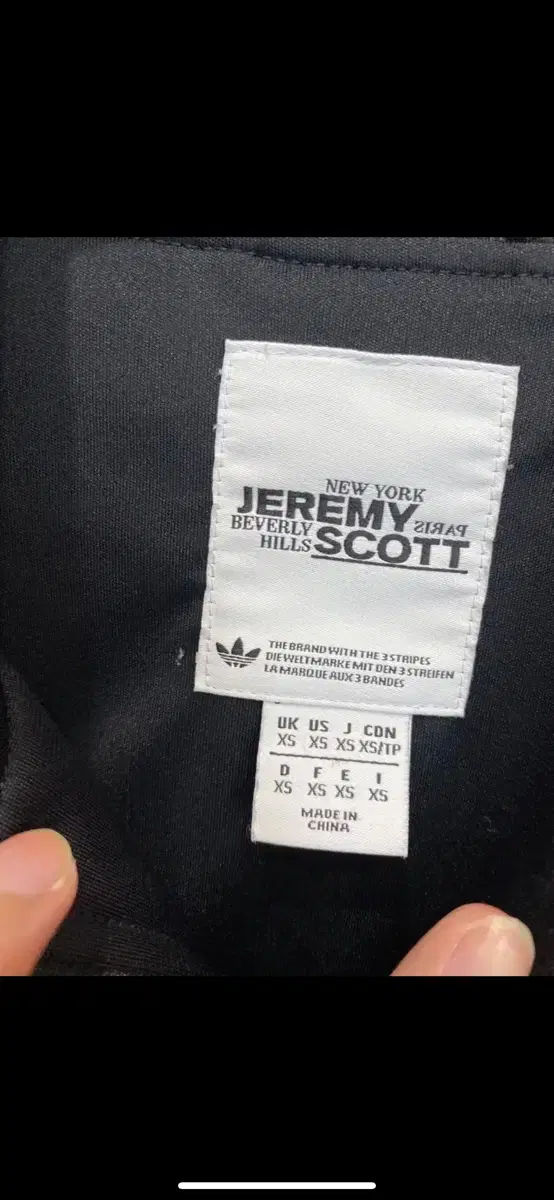 NEW YORK
JEREMY PARIS
BEVERLY
HILLS SCOTT
THE BRAND WITH THE 3 STRIPES
DIE WELTMARKE MIT DEN 3 STREIFEN
LA MARQUE AUX 3 BANDES
UK US J CDN
XS XS XS XS/TP
D F E I
XS XS XS XS
MADE IN
CHINA